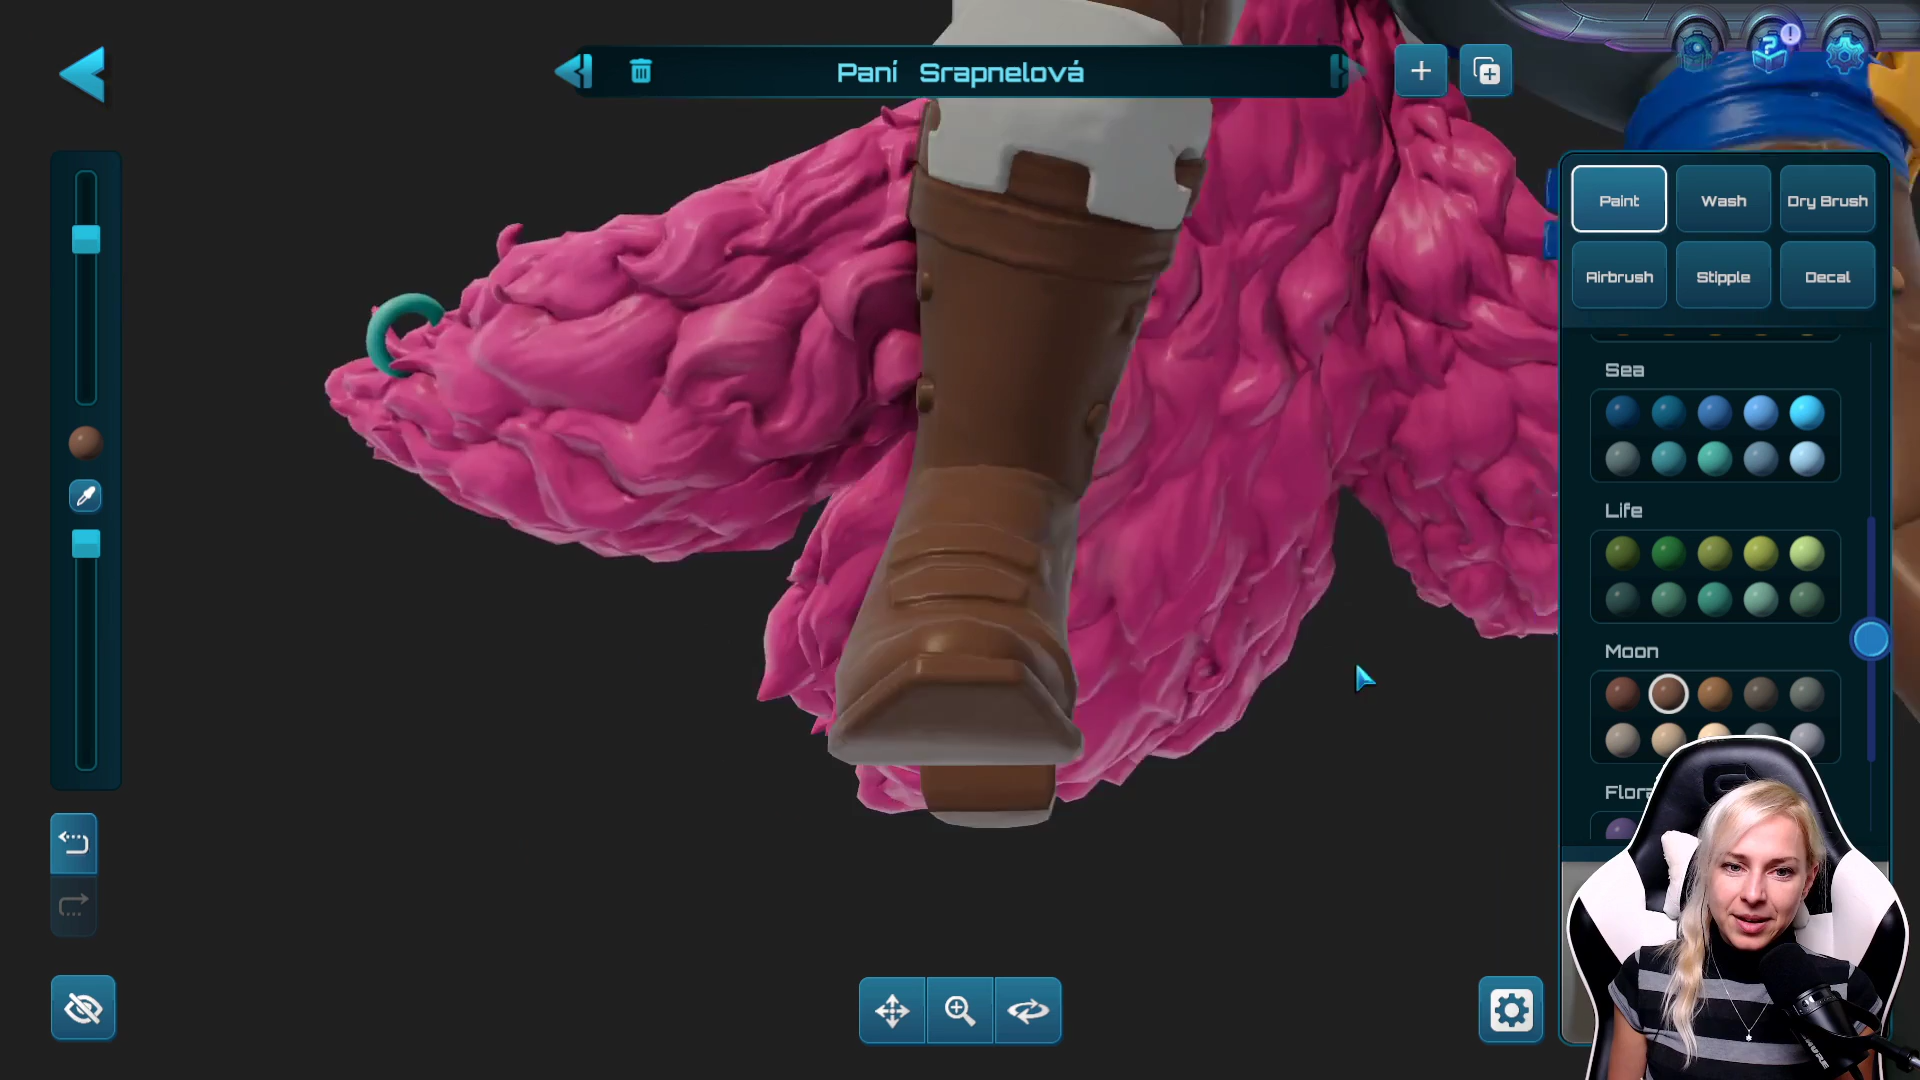 Paní Srapnelová
Paint
Wash
Dry Brush
Airbrush
Stipple
Decal
Sea
Life
Moon